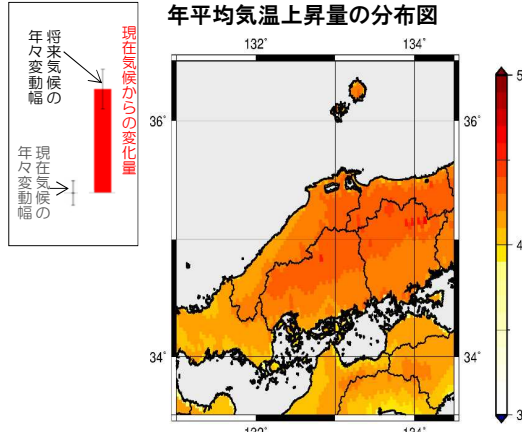 年平均気温上昇量の分布図
現在気候からの変化量
将来気候の
年々変動幅
現在気候の
年々変動幅
132° 134°
36°
34°
36°
34°
132° 134°
5
4
3